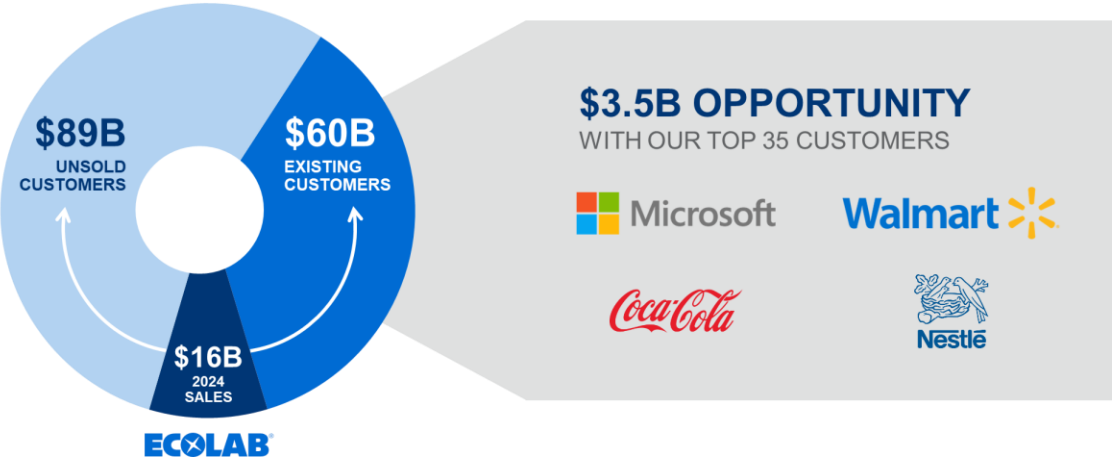 $89B
UNSOLD
CUSTOMERS
$60B
EXISTING
CUSTOMERS
$16B
2024
SALES
ECOLAB®
$3.5B OPPORTUNITY
WITH OUR TOP 35 CUSTOMERS
Microsoft
Walmart
Coca-Cola
Nestlé